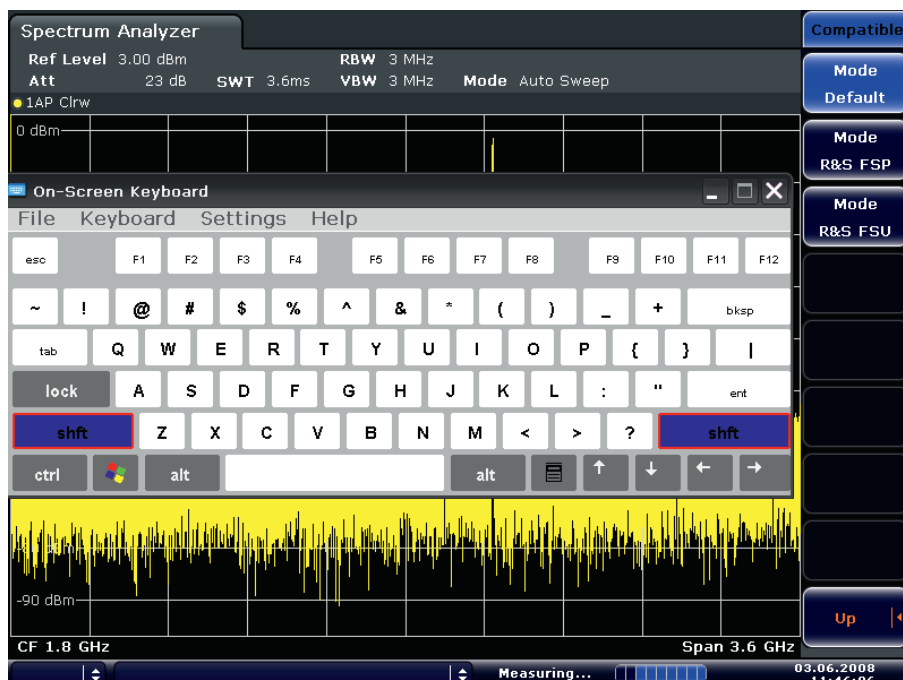 Spectrum Analyzer
Ref Level 3.00 dBm RBW 3 MHz
Att 23 dB SWT 3.6ms VBW 3 MHz Mode Auto Sweep
1AP Clrw
0 dBm
On-Screen Keyboard
File Keyboard Settings Help
esc F1 F2 F3 F4 F5 F6 F7 F8 F9 F10 F11 F12
~ ! @ # $ % ^ & * ( ) _ + bksp
tab Q W E R T Y U I O P { } |
lock A S D F G H J K L : " ent
shft Z X C V B N M < > ? shft
ctrl alt alt ↑ ↓ ← →
-90 dBm
CF 1.8 GHz Span 3.6 GHz
Measuring...
03.06.2008
Compatible
Mode
Default
Mode
R&S FSP
Mode
R&S FSU
Up